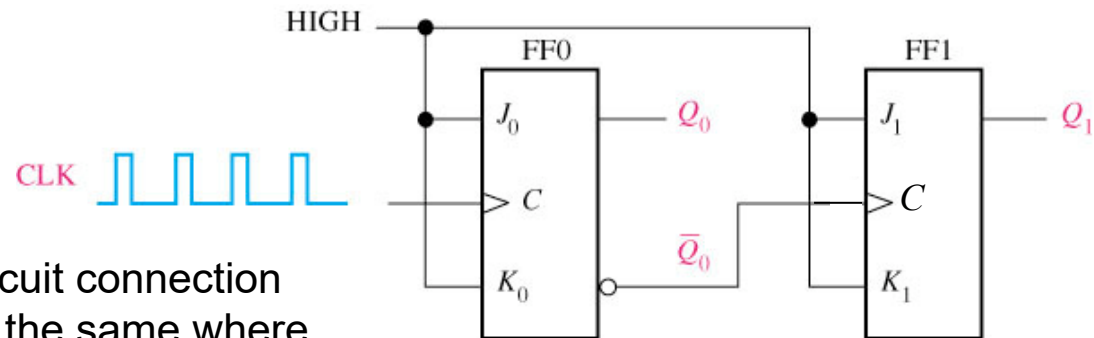 HIGH
FF0
FF1
J0
Q0
J1
Q1
CLK
C
C
Q̅0
K0
K1
cuit connection
the same where